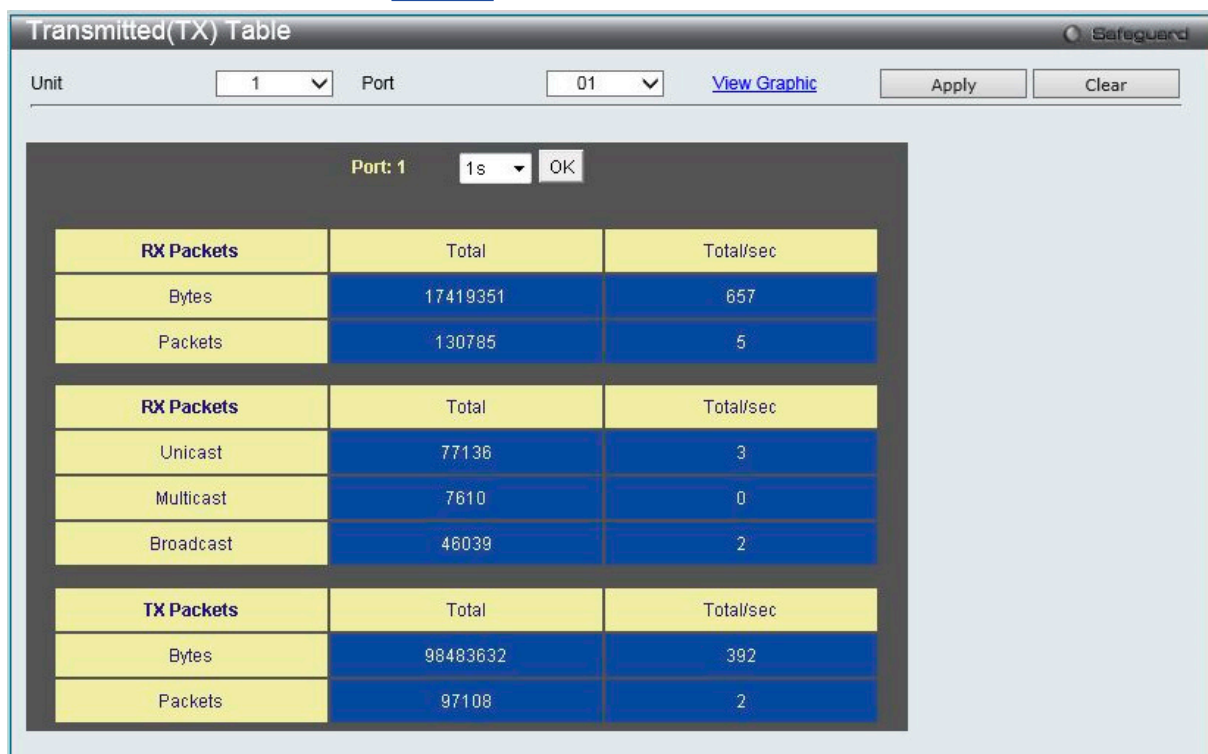 Transmitted(TX) Table Safeguard
Unit 1 Port 01 View Graphic Apply Clear
Port: 1 1s OK
RX Packets Total Total/sec
Bytes 17419351 657
Packets 130785 5
RX Packets Total Total/sec
Unicast 77136 3
Multicast 7610 0
Broadcast 46039 2
TX Packets Total Total/sec
Bytes 98483632 392
Packets 97108 2